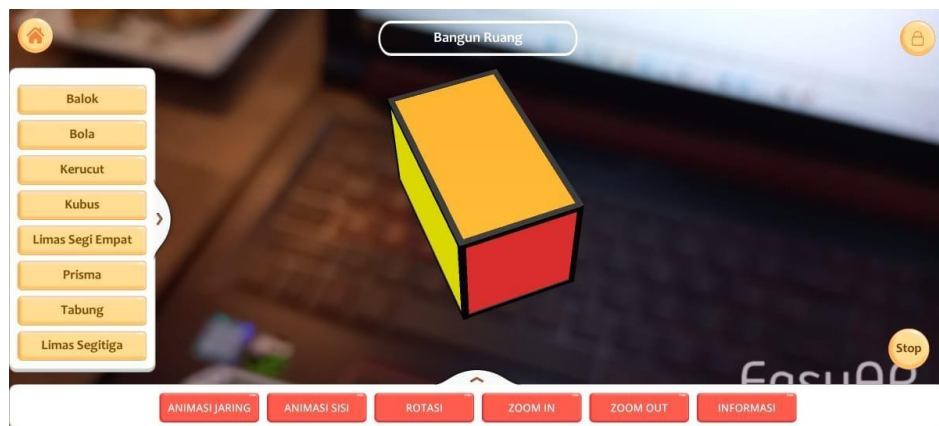 Bangun Ruang
Balok
Bola
Kerucut
Kubus
Limas Segi Empat
Prisma
Tabung
Limas Segitiga
Stop
EasyAR
ANIMASI JARING
ANIMASI SISI
ROTASI
ZOOM IN
ZOOM OUT
INFORMASI